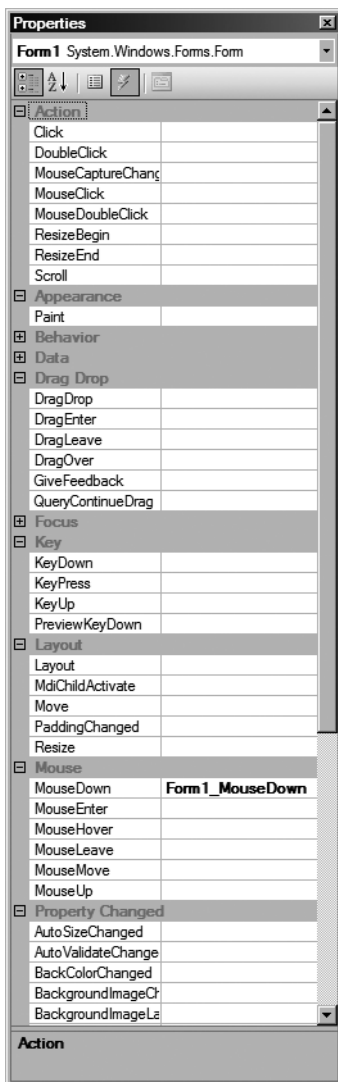 Properties
Form1 System.Windows.Forms.Form
Action
Click
DoubleClick
MouseCaptureChang
MouseClick
MouseDoubleClick
ResizeBegin
ResizeEnd
Scroll
Appearance
Paint
Behavior
Data
Drag Drop
DragDrop
DragEnter
DragLeave
DragOver
GiveFeedback
QueryContinueDrag
Focus
Key
KeyDown
KeyPress
KeyUp
PreviewKeyDown
Layout
Layout
MdiChildActivate
Move
PaddingChanged
Resize
Mouse
MouseDown Form1_MouseDown
MouseEnter
MouseHover
MouseLeave
MouseMove
MouseUp
Property Changed
AutoSizeChanged
AutoValidateChange
BackColorChanged
BackgroundImageCh
BackgroundImageLa
Action